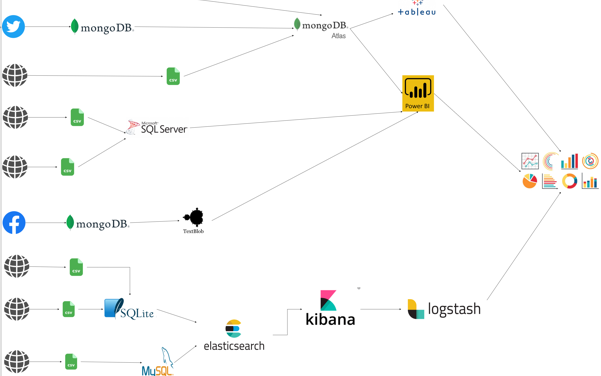 + a b | e a u
mongoDB.
mongoDB.
Atlas
CSV
Power BI
CSV
Microsoft
SQL Server
CSV
mongoDB.
TextBlob
CSV
CSV
SQLite
kibana
logstash
elasticsearch
CSV
MySQL